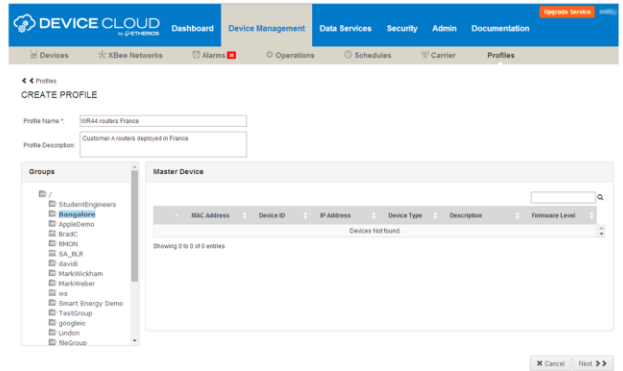 DEVICE CLOUD
by ETHERIOS
Dashboard Device Management Data Services Security Admin Documentation
Upgrade Service
Devices XBee Networks Alarms Operations Schedules Carrier Profiles
Profiles
CREATE PROFILE
Profile Name *: WR44 routers France
Profile Description: Customer A routers deployed in France
Groups
/
StudentEngineers
Bangalore
AppleDemo
BradC
RMON
SA_BLR
davidi
MarkWickham
MarkWeber
ws
Smart Energy Demo
TestGroup
googleio
Lindon
fileGroup
Master Device
MAC Address Device ID IP Address Device Type Description Firmware Level
Devices Not found.
Showing 0 to 0 of 0 entries
Cancel Next